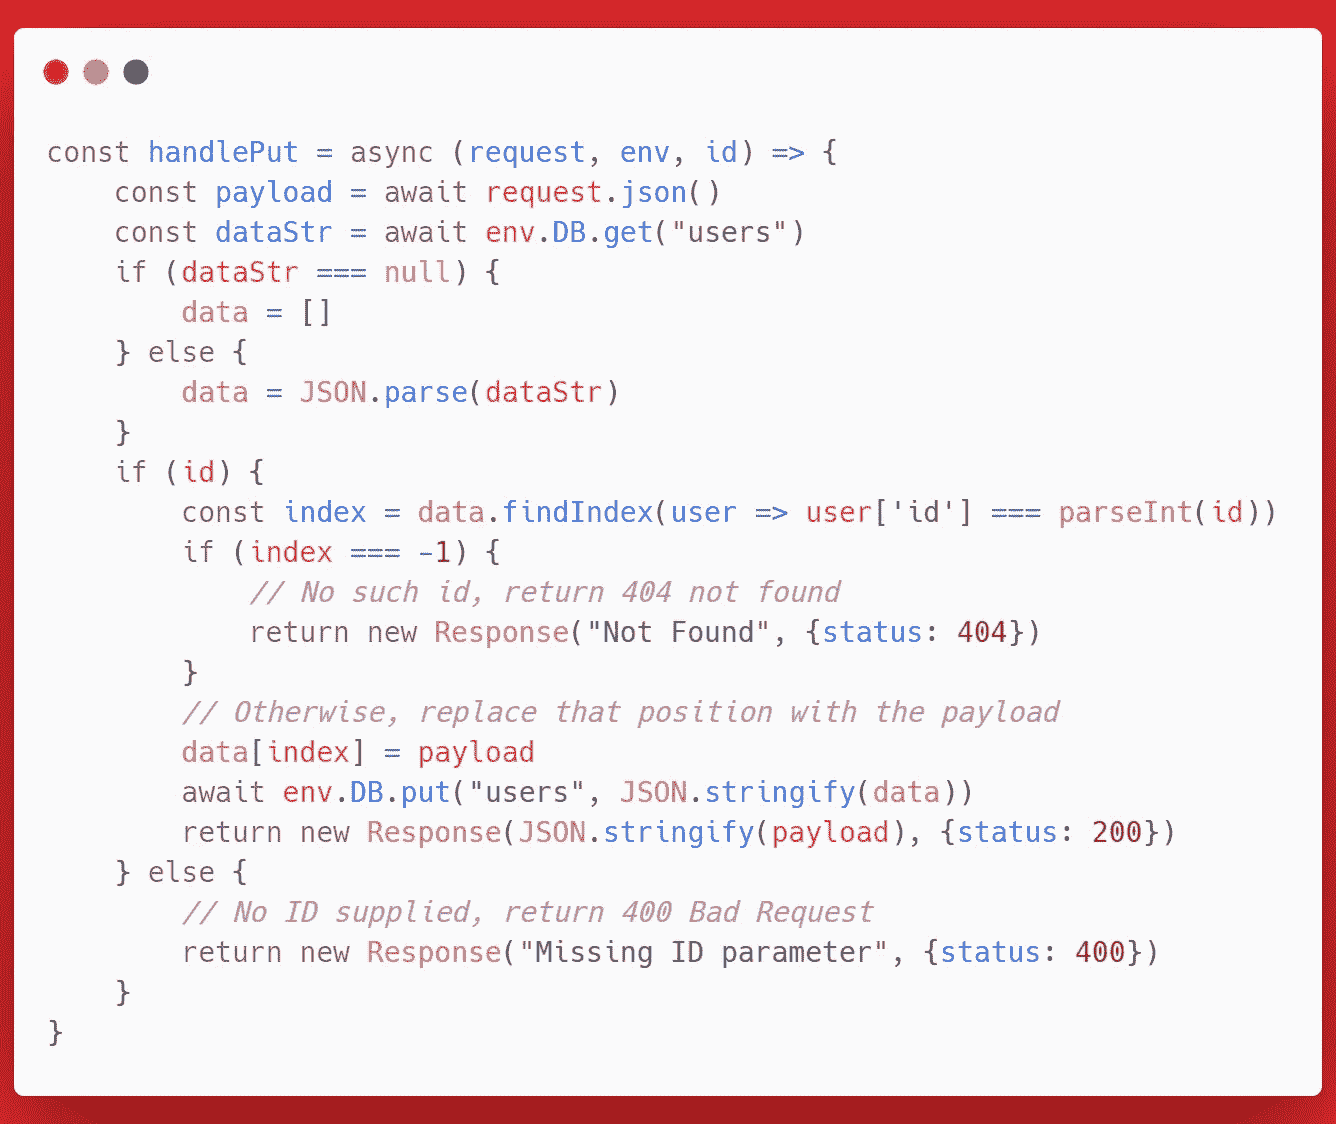 const handlePut = async (request, env, id) => {
    const payload = await request.json()
    const dataStr = await env.DB.get("users")
    if (dataStr === null) {
        data = []
    } else {
        data = JSON.parse(dataStr)
    }
    if (id) {
        const index = data.findIndex(user => user['id'] === parseInt(id))
        if (index === -1) {
            // No such id, return 404 not found
            return new Response("Not Found", {status: 404})
        }
        // Otherwise, replace that position with the payload
        data[index] = payload
        await env.DB.put("users", JSON.stringify(data))
        return new Response(JSON.stringify(payload), {status: 200})
    } else {
        // No ID supplied, return 400 Bad Request
        return new Response("Missing ID parameter", {status: 400})
    }
}